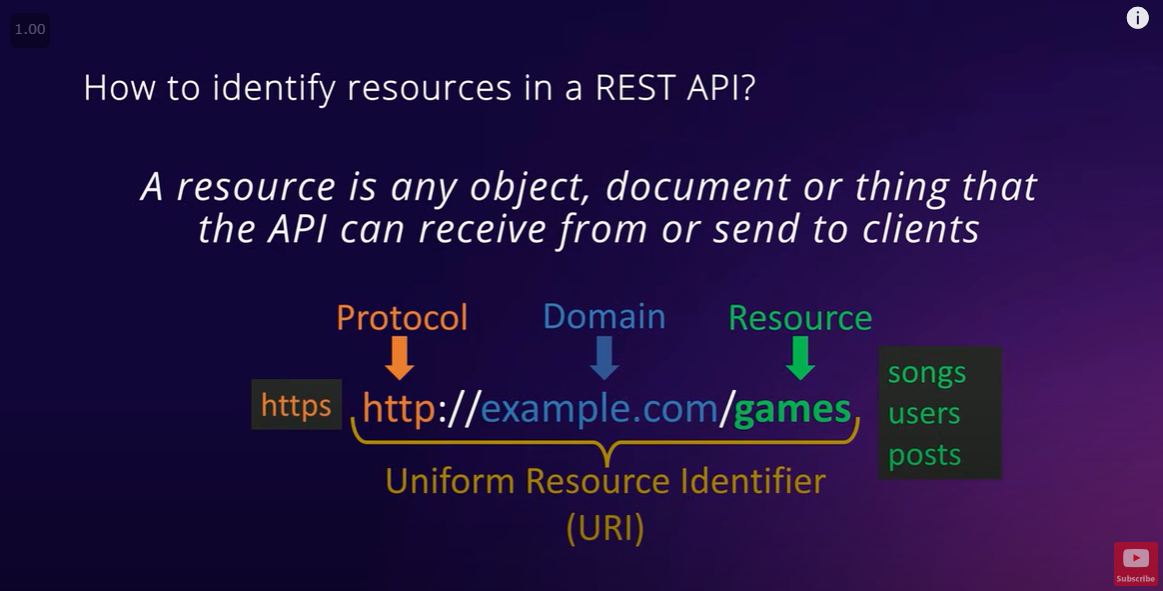 1.00
How to identify resources in a REST API?
A resource is any object, document or thing that
the API can receive from or send to clients
Protocol Domain Resource
https http://example.com/games
songs
users
posts
Uniform Resource Identifier
(URI)
Subscribe